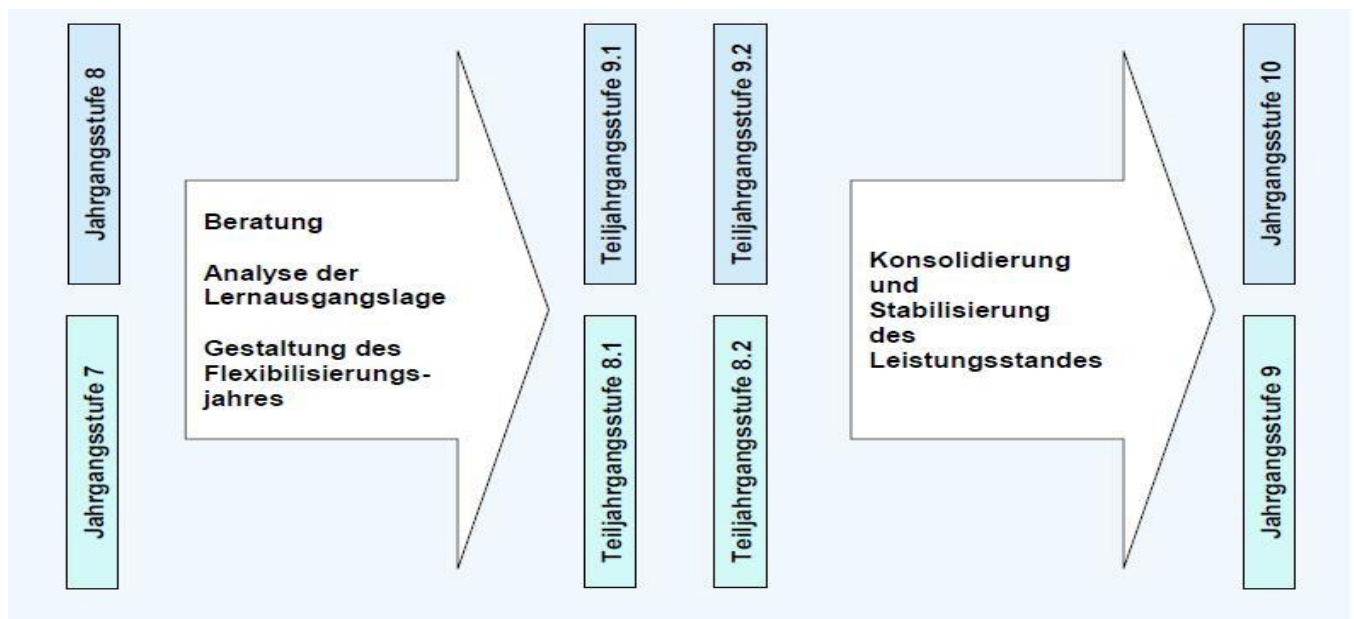 Jahrgangsstufe 8
Jahrgangsstufe 7
Beratung
Analyse der
Lernausgangslage
Gestaltung des
Flexibilisierungs-
jahres
Teiljahrgangsstufe 9.1
Teiljahrgangsstufe 8.1
Teiljahrgangsstufe 9.2
Teiljahrgangsstufe 8.2
Konsolidierung
und
Stabilisierung
des
Leistungsstandes
Jahrgangsstufe 10
Jahrgangsstufe 9